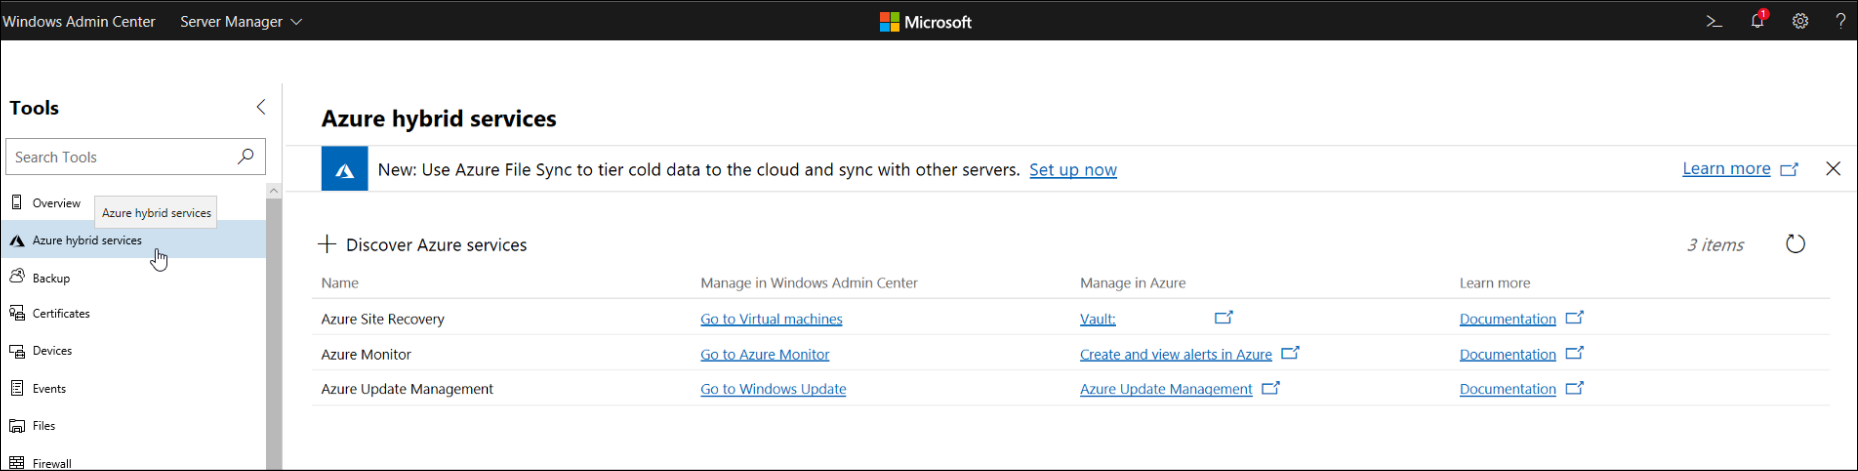 Windows Admin Center Server Manager Microsoft 1 ?
Tools
Search Tools
Overview
Azure hybrid services
Azure hybrid services
Backup
Certificates
Devices
Events
Files
Firewall
Azure hybrid services
New: Use Azure File Sync to tier cold data to the cloud and sync with other servers. Set up now Learn more
Discover Azure services 3 items
Name Manage in Windows Admin Center Manage in Azure Learn more
Azure Site Recovery Go to Virtual machines Vault: Documentation
Azure Monitor Go to Azure Monitor Create and view alerts in Azure Documentation
Azure Update Management Go to Windows Update Azure Update Management Documentation